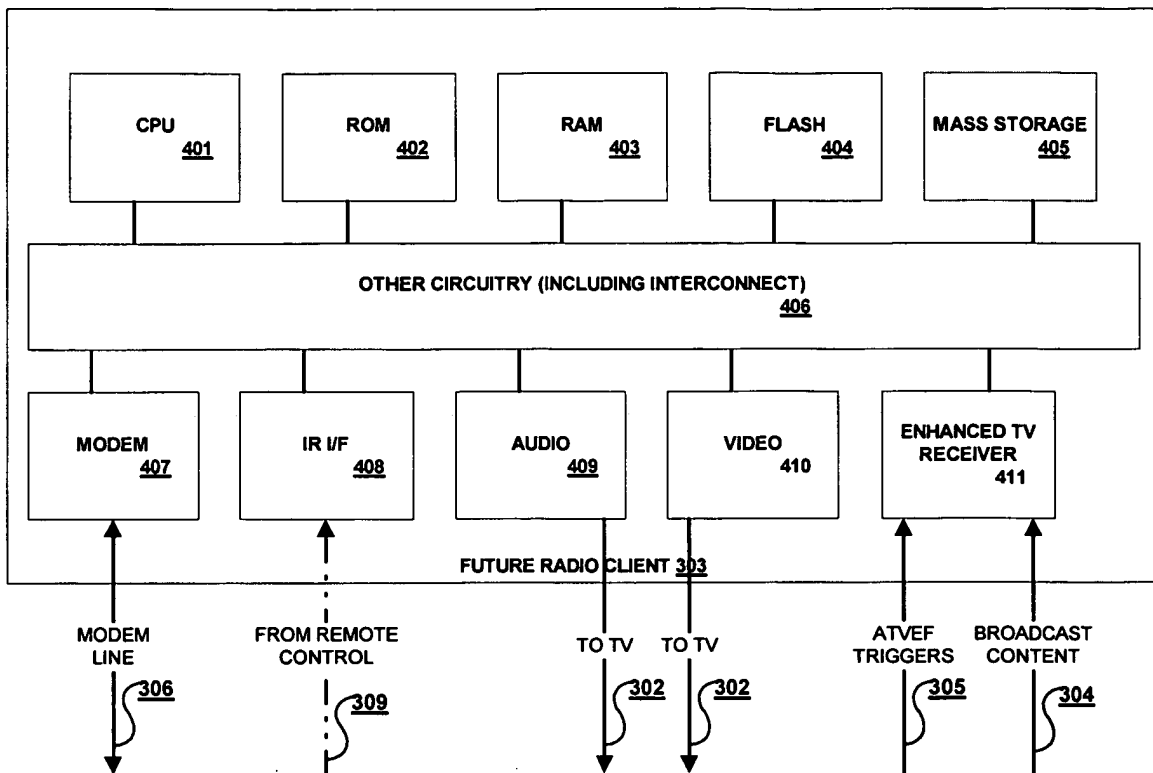 CPU
401
ROM
402
RAM
403
FLASH
404
MASS STORAGE
405
OTHER CIRCUITRY (INCLUDING INTERCONNECT)
406
MODEM
407
IR I/F
408
AUDIO
409
VIDEO
410
ENHANCED TV
RECEIVER
411
FUTURE RADIO CLIENT 303
MODEM
LINE
306
FROM REMOTE
CONTROL
309
TO TV
302
TO TV
302
ATVEF
TRIGGERS
305
BROADCAST
CONTENT
304